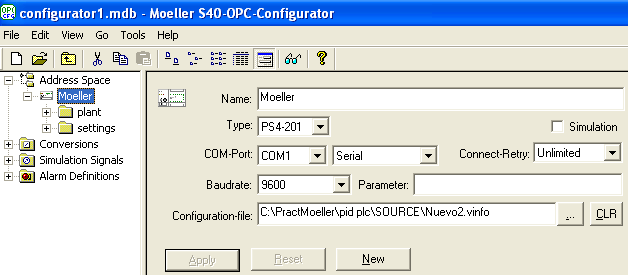 configurator1.mdb - Moeller S40-OPC-Configurator
File Edit View Go Tools Help
Address Space
Moeller
plant
settings
Conversions
Simulation Signals
Alarm Definitions
Name: Moeller
Type: PS4-201 Simulation
COM-Port: COM1 Serial Connect-Retry: Unlimited
Baudrate: 9600 Parameter:
Configuration-file: C:\PractMoeller\pid plc\SOURCE\Nuevo2.vinfo ... CLR
Apply Reset New